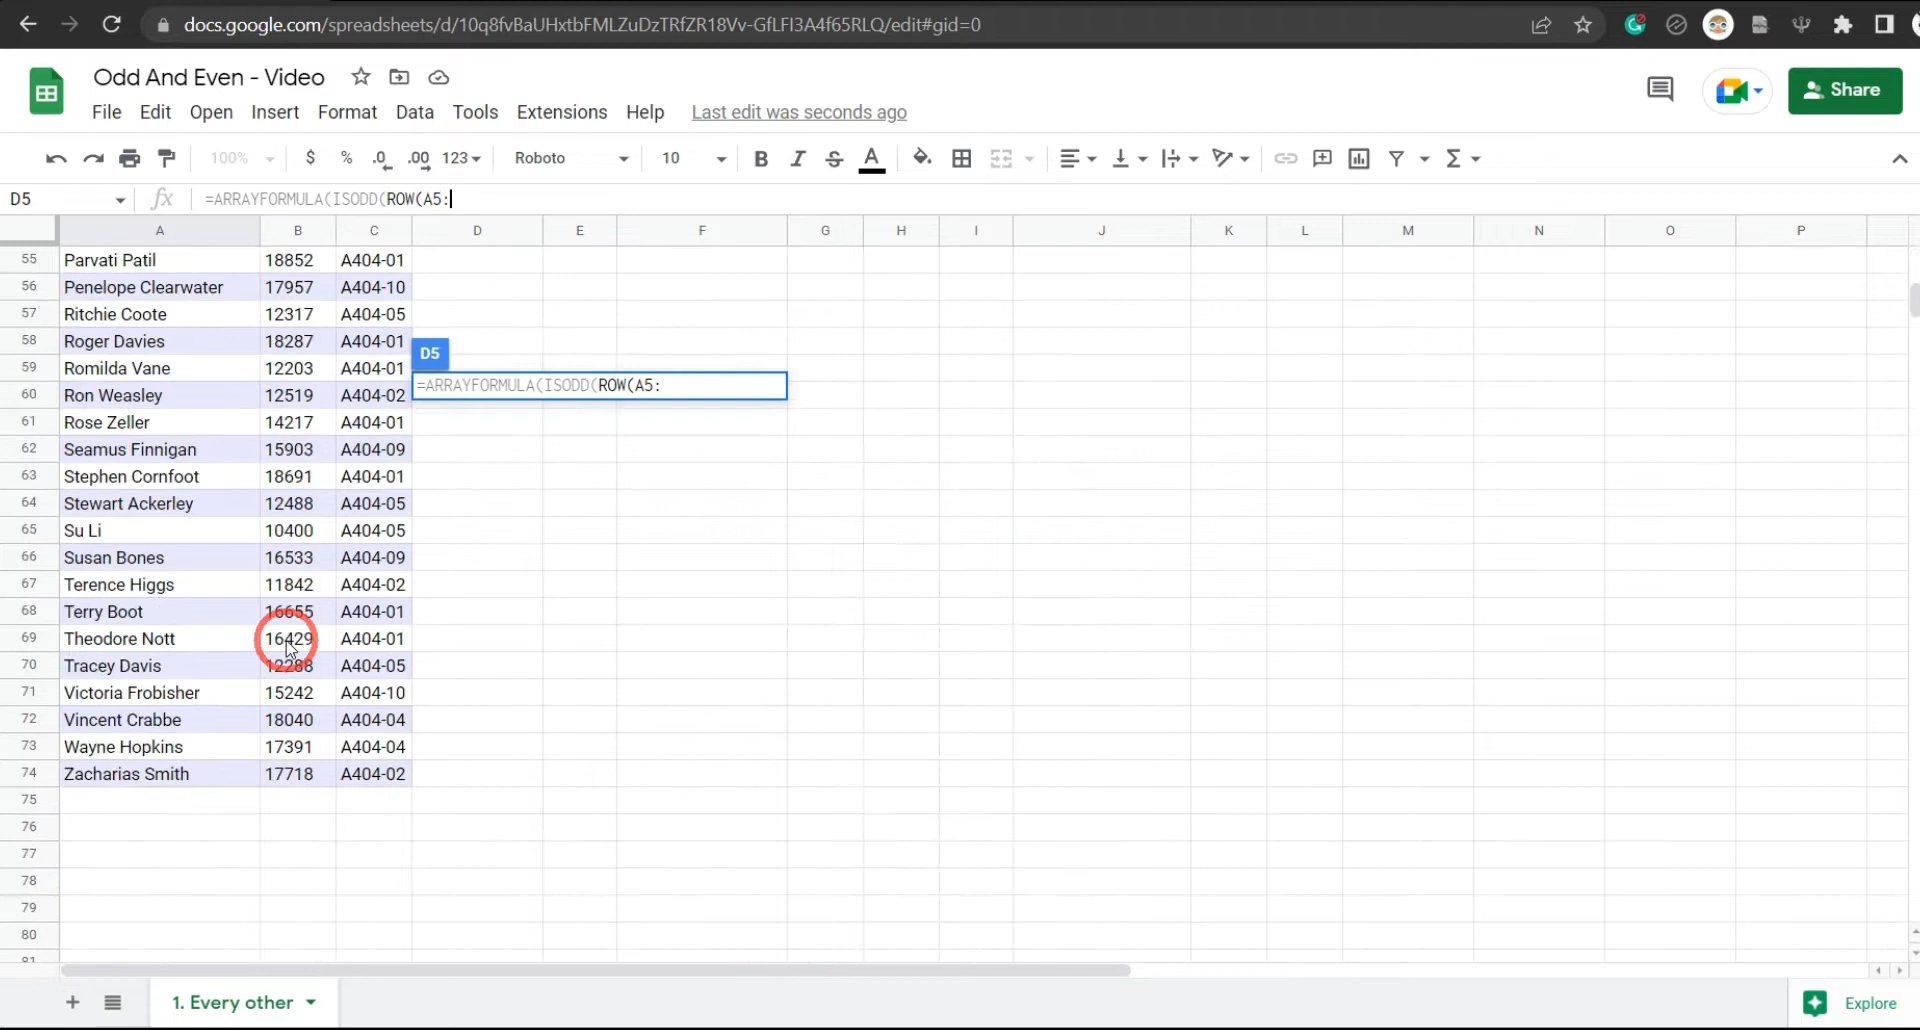 docs.google.com/spreadsheets/d/10q8fvBaUHxtbFMLZuDzTRfZR18Vv-GfLFI3A4f65RLQ/edit#gid=0
Odd And Even - Video
Share
File Edit Open Insert Format Data Tools Extensions Help Last edit was seconds ago
100% $ % .0 .00 123 Roboto 10 B I S A Σ
D5 fx =ARRAYFORMULA(ISODD(ROW(A5:
A B C D E F G H I J K L M N O P
55 Parvati Patil 18852 A404-01
56 Penelope Clearwater 17957 A404-10
57 Ritchie Coote 12317 A404-05
58 Roger Davies 18287 A404-01
D5
59 Romilda Vane 12203 A404-01
60 Ron Weasley 12519 A404-02 =ARRAYFORMULA(ISODD(ROW(A5:
61 Rose Zeller 14217 A404-01
62 Seamus Finnigan 15903 A404-09
63 Stephen Cornfoot 18691 A404-01
64 Stewart Ackerley 12488 A404-05
65 Su Li 10400 A404-05
66 Susan Bones 16533 A404-09
67 Terence Higgs 11842 A404-02
68 Terry Boot 16655 A404-01
69 Theodore Nott 16429 A404-01
70 Tracey Davis 12288 A404-05
71 Victoria Frobisher 15242 A404-10
72 Vincent Crabbe 18040 A404-04
73 Wayne Hopkins 17391 A404-04
74 Zacharias Smith 17718 A404-02
75
76
77
78
79
80
81
1. Every other
Explore